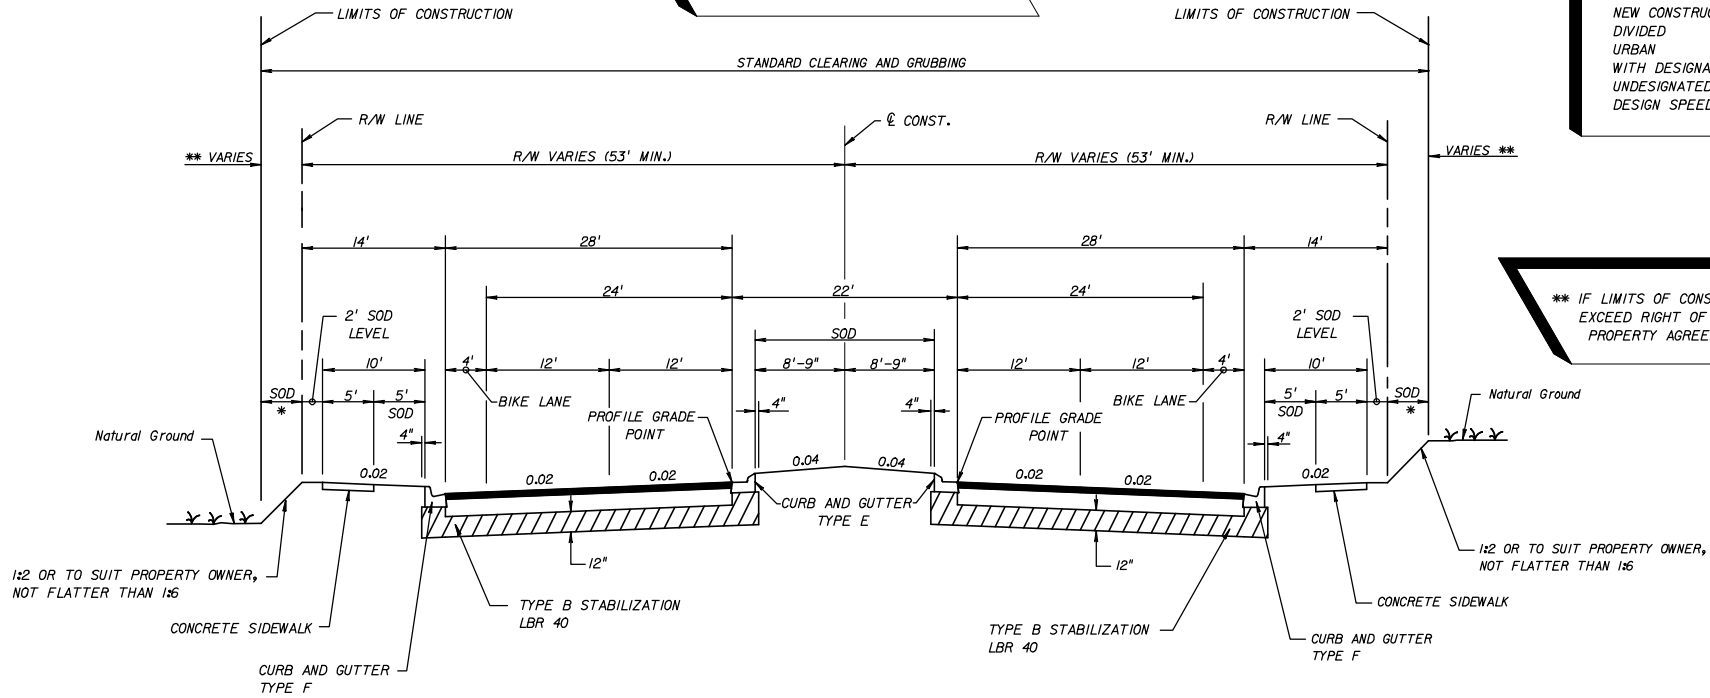 LIMITS OF CONSTRUCTION
LIMITS OF CONSTRUCTION
NEW CONSTRUC
DIVIDED
URBAN
WITH DESIGNA
UNDESIGNATED
DESIGN SPEED
STANDARD CLEARING AND GRUBBING
R/W LINE
℄ CONST.
R/W LINE
** VARIES
R/W VARIES (53' MIN.)
R/W VARIES (53' MIN.)
VARIES **
14'
28'
28'
14'
24'
22'
24'
** IF LIMITS OF CONS
EXCEED RIGHT OF
PROPERTY AGREE
2' SOD
LEVEL
SOD
2' SOD
LEVEL
10'
4'
12'
12'
8'-9"
8'-9"
12'
12'
4'
10'
SOD
*
5'
5'
SOD
BIKE LANE
4"
4"
BIKE LANE
5'
SOD
5'
SOD
*
Natural Ground
PROFILE GRADE
POINT
PROFILE GRADE
POINT
Natural Ground
4"
4"
0.02
0.02
0.02
0.04
0.04
0.02
0.02
0.02
CURB AND GUTTER
TYPE E
12"
12"
1:2 OR TO SUIT PROPERTY OWNER,
NOT FLATTER THAN 1:6
1:2 OR TO SUIT PROPERTY OWNER,
NOT FLATTER THAN 1:6
TYPE B STABILIZATION
LBR 40
CONCRETE SIDEWALK
CONCRETE SIDEWALK
TYPE B STABILIZATION
LBR 40
CURB AND GUTTER
TYPE F
CURB AND GUTTER
TYPE F